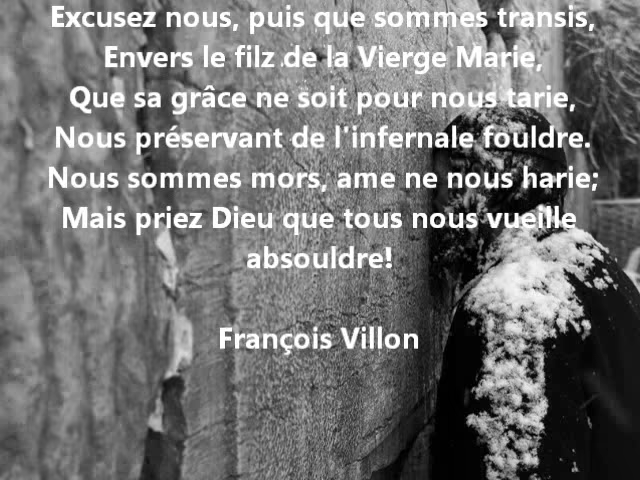 Excusez nous, puis que sommes transis,
Envers le filz de la Vierge Marie,
Que sa grâce ne soit pour nous tarie,
Nous préservant de l'infernale fouldre.
Nous sommes mors, ame ne nous harie;
Mais priez Dieu que tous nous vueille
absouldre!
François Villon